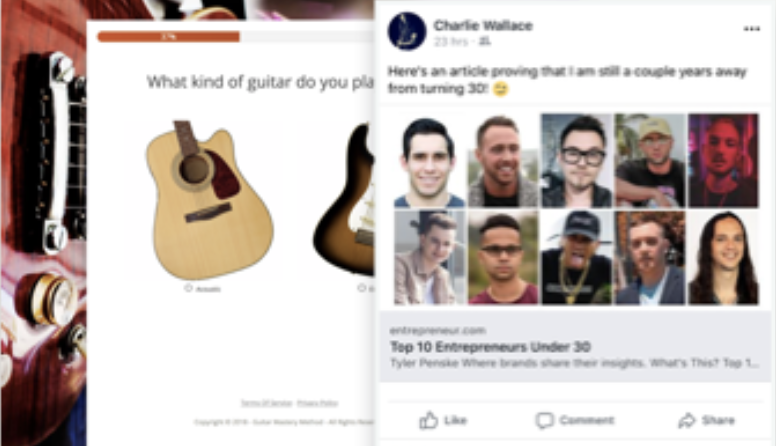 37%
What kind of guitar do you pla
Acoustic
Terms Of Service - Privacy Policy
Copyright © 2018 - Guitar Mastery Method - All Rights Rese
Charlie Wallace
23 hrs ·
Here's an article proving that I am still a couple years away
from turning 30! 😉
entrepreneur.com
Top 10 Entrepreneurs Under 30
Tyler Penske Where brands share their insights. What's This? Top 1...
Like
Comment
Share